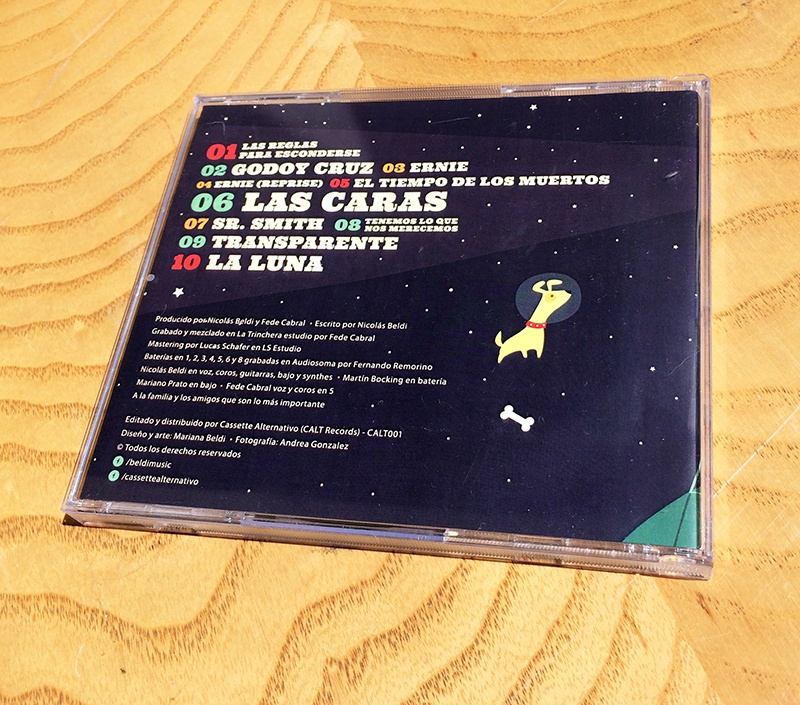 01 LAS REGLAS
PARA ESCONDERSE
02 GODOY CRUZ 03 ERNIE
04 ERNIE (REPRISE) 05 EL TIEMPO DE LOS MUERTOS
06 LAS CARAS
07 SR. SMITH 08 TENEMOS LO QUE
NOS MERECEMOS
09 TRANSPARENTE
10 LA LUNA
Producido por Nicolás Beldi y Fede Cabral • Escrito por Nicolás Beldi
Grabado y mezclado en La Trinchera estudio por Fede Cabral
Mastering por Lucas Schafer en LS Estudio
Baterías en 1, 2, 3, 4, 5, 6 y 8 grabadas en Audiosoma por Fernando Remorino
Nicolás Beldi en voz, coros, guitarras, bajo y synthes • Martín Bocking en batería
Mariano Prato en bajo • Fede Cabral voz y coros en 5
A la familia y los amigos que son lo más importante
Editado y distribuido por Cassette Alternativo (CALT Records) - CALT001
Diseño y arte: Mariana Beldi • Fotografía: Andrea Gonzalez
© Todos los derechos reservados
f /beldimusic
f /cassettealternativo